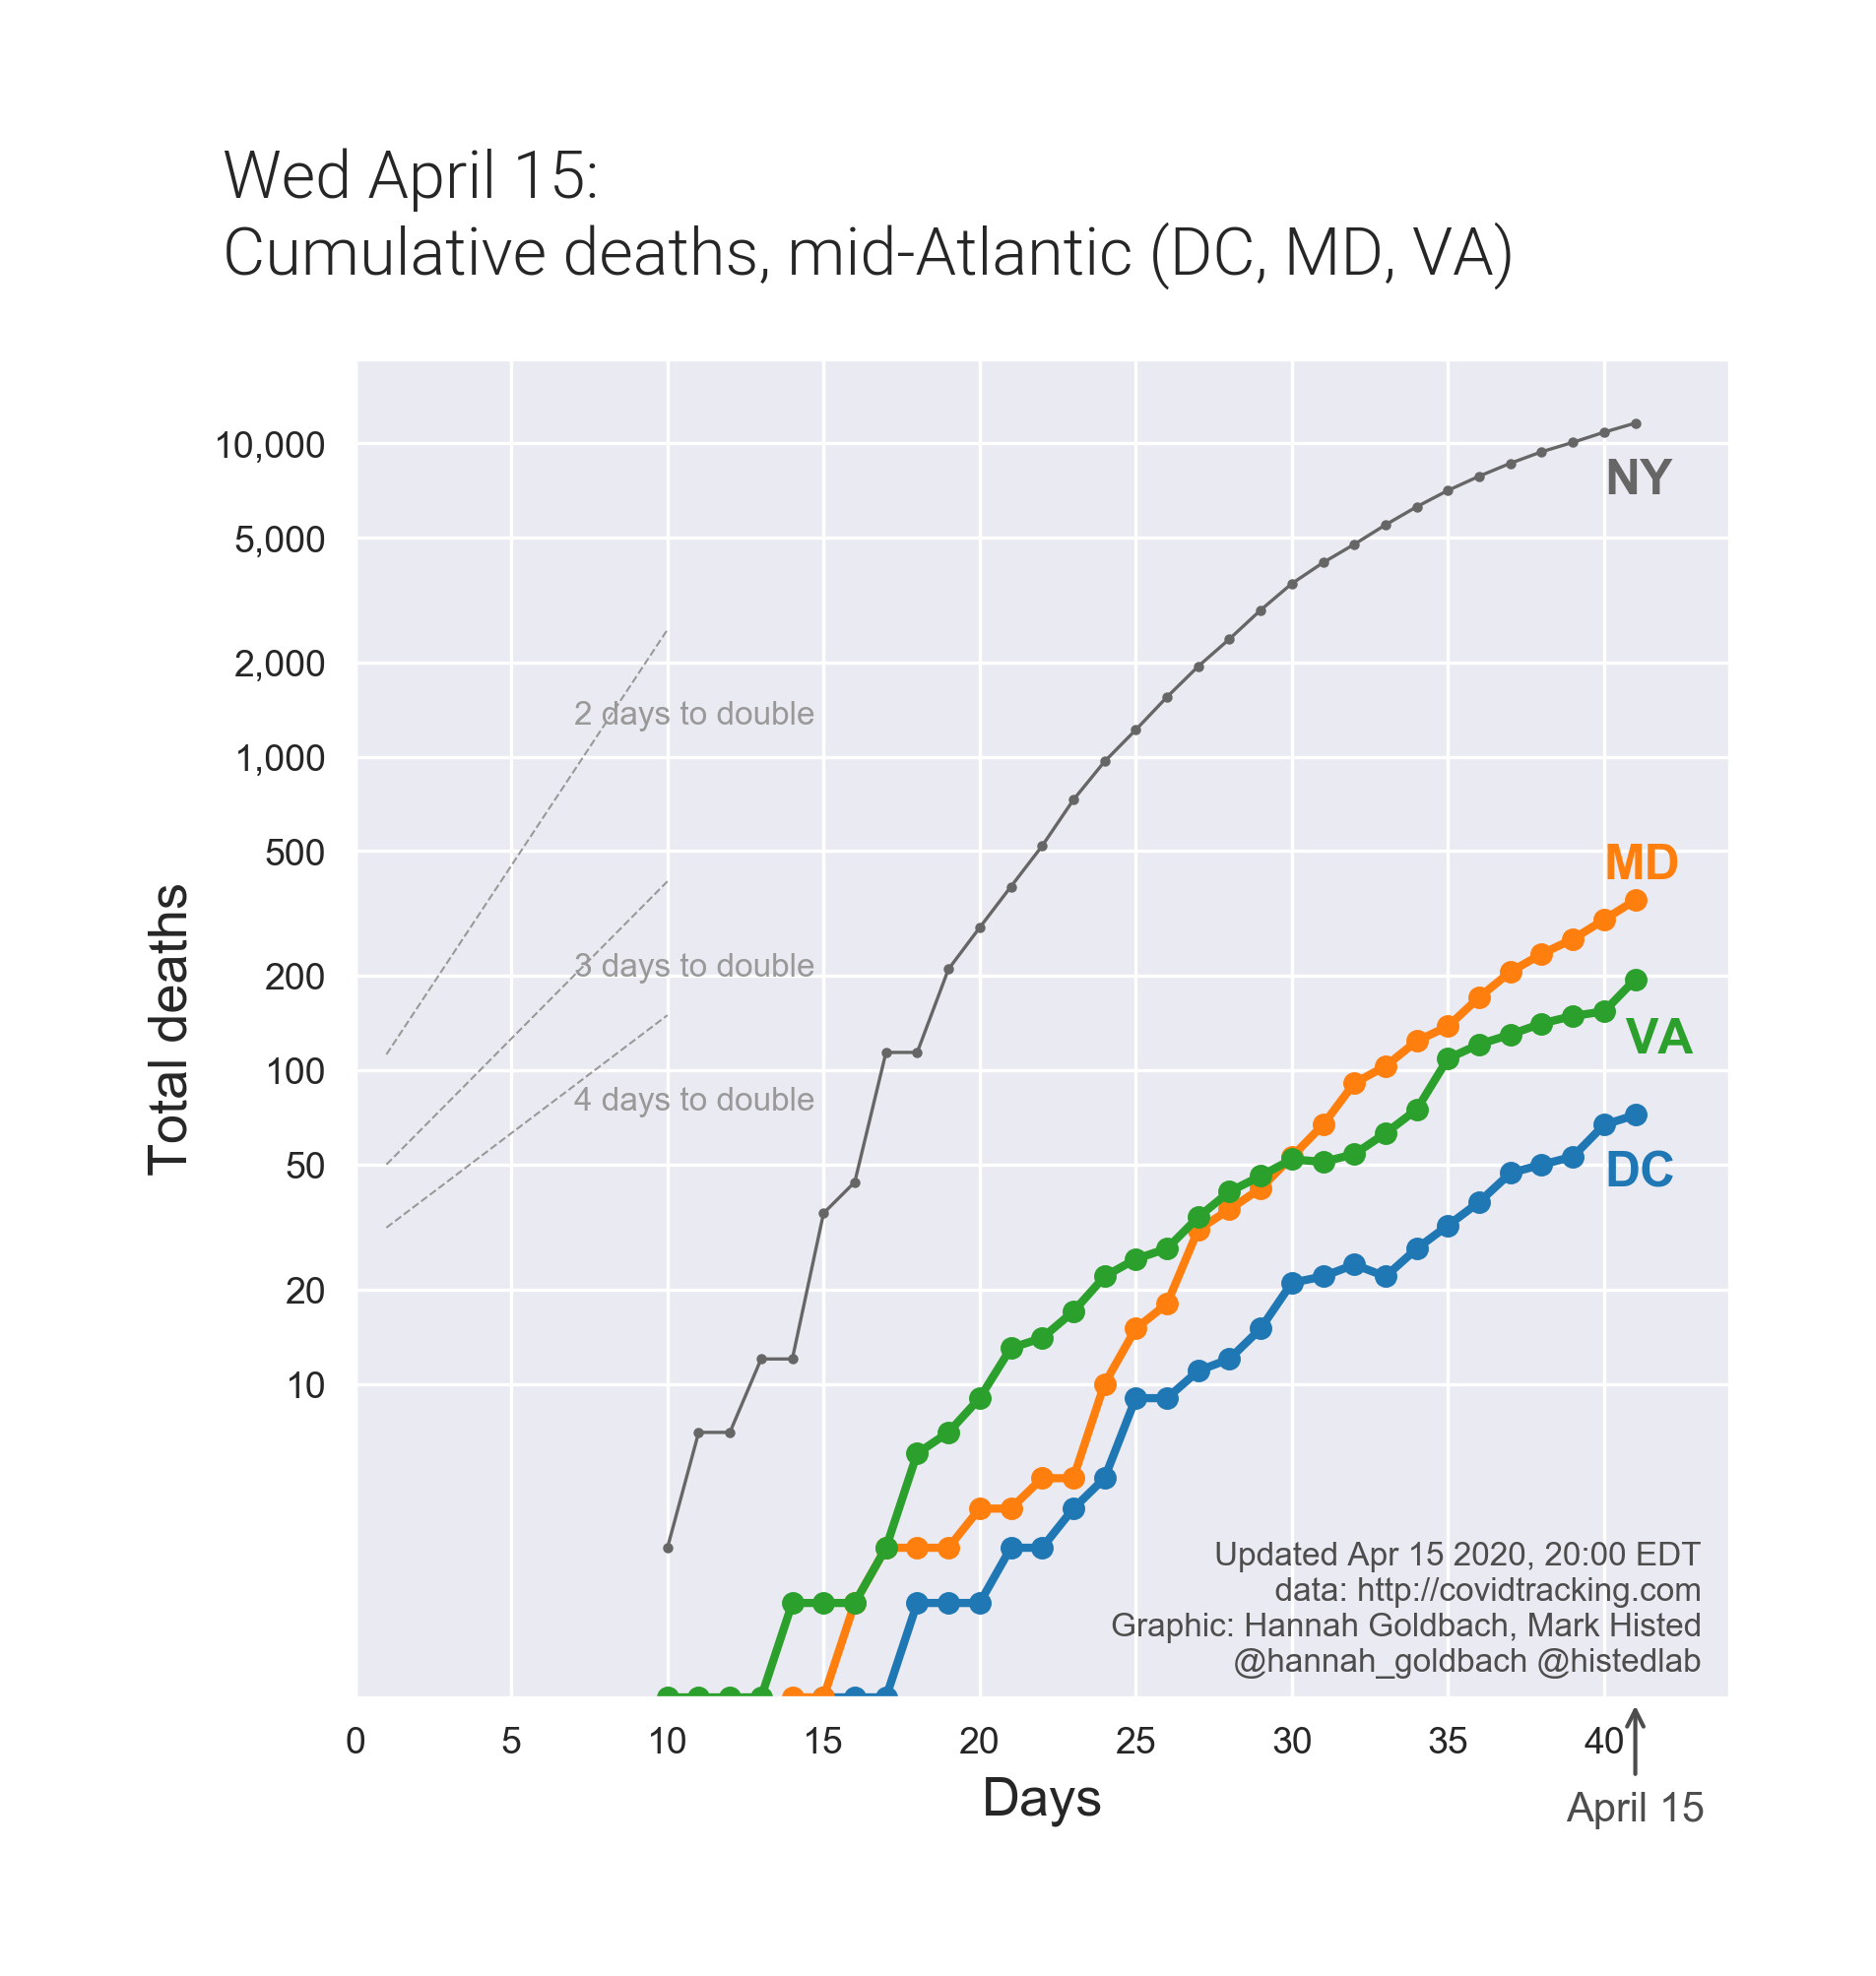 Wed April 15:
Cumulative deaths, mid-Atlantic (DC, MD, VA)
10,000
5,000
2,000
1,000
500
200
100
50
20
10
Total deaths
2 days to double
3 days to double
4 days to double
NY
MD
VA
DC
Updated Apr 15 2020, 20:00 EDT
data: http://covidtracking.com
Graphic: Hannah Goldbach, Mark Histed
@hannah_goldbach @histedlab
0 5 10 15 20 25 30 35 40
Days
April 15